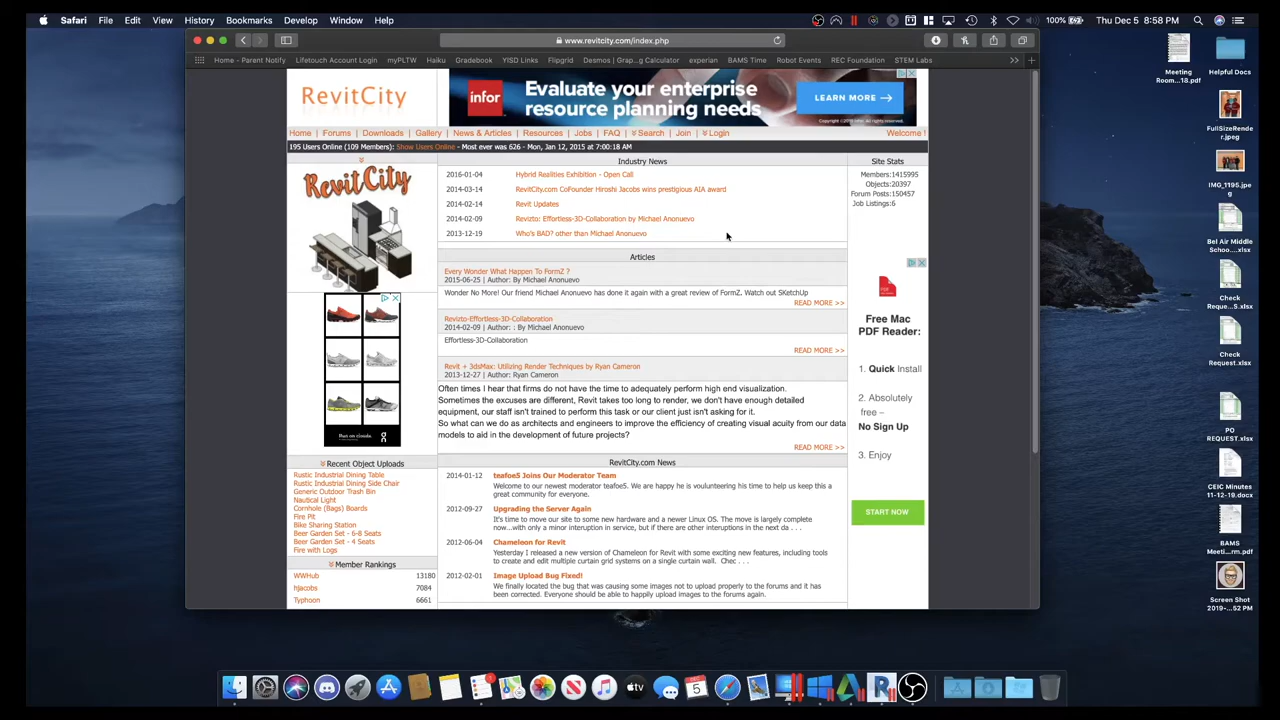 Safari File Edit View History Bookmarks Develop Window Help 100% Thu Dec 5 8:58 PM
www.revitcity.com/index.php
Home - Parent Notify Lifetouch Account Login myPLTW Haiku Gradebook YISD Links Flipgrid Desmos | Grap...g Calculator experian BAMS Time Robot Events REC Foundation STEM Labs
RevitCity
infor
Evaluate your enterprise
resource planning needs
LEARN MORE
Home | Forums | Downloads | Gallery | News & Articles | Resources | Jobs | FAQ | Search | Join | Login Welcome !
195 Users Online (109 Members): Show Users Online - Most ever was 626 - Mon, Jan 12, 2015 at 7:00:18 AM
RevitCity
Run on clouds.
Recent Object Uploads
Rustic Industrial Dining Table
Rustic Industrial Dining Side Chair
Generic Outdoor Trash Bin
Nautical Light
Cornhole (Bags) Boards
Fire Pit
Bike Sharing Station
Beer Garden Set - 6-8 Seats
Beer Garden Set - 4 Seats
Fire with Logs
Member Rankings
WWHub 13180
hjacobs 7084
Typhoon 6661
Industry News
2016-01-04 Hybrid Realities Exhibition - Open Call
2014-03-14 RevitCity.com CoFounder Hiroshi Jacobs wins prestigious AIA award
2014-02-14 Revit Updates
2014-02-09 Revizto: Effortless-3D-Collaboration by Michael Anonuevo
2013-12-19 Who's BAD? other than Michael Anonuevo
Articles
Every Wonder What Happen To FormZ ?
2015-06-25 | Author: By Michael Anonuevo
Wonder No More! Our friend Michael Anonuevo has done it again with a great review of FormZ. Watch out SKetchUp
READ MORE >>
Revizto-Effortless-3D-Collaboration
2014-02-09 | Author: : By Michael Anonuevo
Effortless-3D-Collaboration
READ MORE >>
Revit + 3dsMax: Utilizing Render Techniques by Ryan Cameron
2013-12-27 | Author: Ryan Cameron
Often times I hear that firms do not have the time to adequately perform high end visualization.
Sometimes the excuses are different, Revit takes too long to render, we don't have enough detailed
equipment, our staff isn't trained to perform this task or our client just isn't asking for it.
So what can we do as architects and engineers to improve the efficiency of creating visual acuity from our data
models to aid in the development of future projects?
READ MORE >>
RevitCity.com News
2014-01-12 teafoe5 Joins Our Moderator Team
Welcome to our newest moderator teafoe5. We are happy he is voulunteering his time to help us keep this a
great community for everyone.
2012-09-27 Upgrading the Server Again
It's time to move our site to some new hardware and a newer Linux OS. The move is largely complete
now...with only a minor interuption in service, but if there are other interuptions in the next da . . .
2012-06-04 Chameleon for Revit
Yesterday I released a new version of Chameleon for Revit with some exciting new features, including tools
to create and edit multiple curtain grid systems on a single curtain wall. Chec . . .
2012-02-01 Image Upload Bug Fixed!
We finally located the bug that was causing some images not to upload properly to the forums and it has
been corrected. Everyone should be able to happily upload images to the forums again.
Site Stats
Members:1415995
Objects:20397
Forum Posts:150457
Job Listings:6
Free Mac
PDF Reader:
1. Quick Install
2. Absolutely
free –
No Sign Up
3. Enjoy
START NOW
Meeting
Room...18.pdf
Helpful Docs
FullSizeRende
r.jpeg
IMG_1195.jpe
g
Bel Air Middle
Schoo....xlsx
Check
Reque...S.xlsx
Check
Request.xlsx
PO
REQUEST.xlsx
CEIC Minutes
11-12-19.docx
BAMS
Meeti...rm.pdf
Screen Shot
2019-...52 PM
tv
5
R